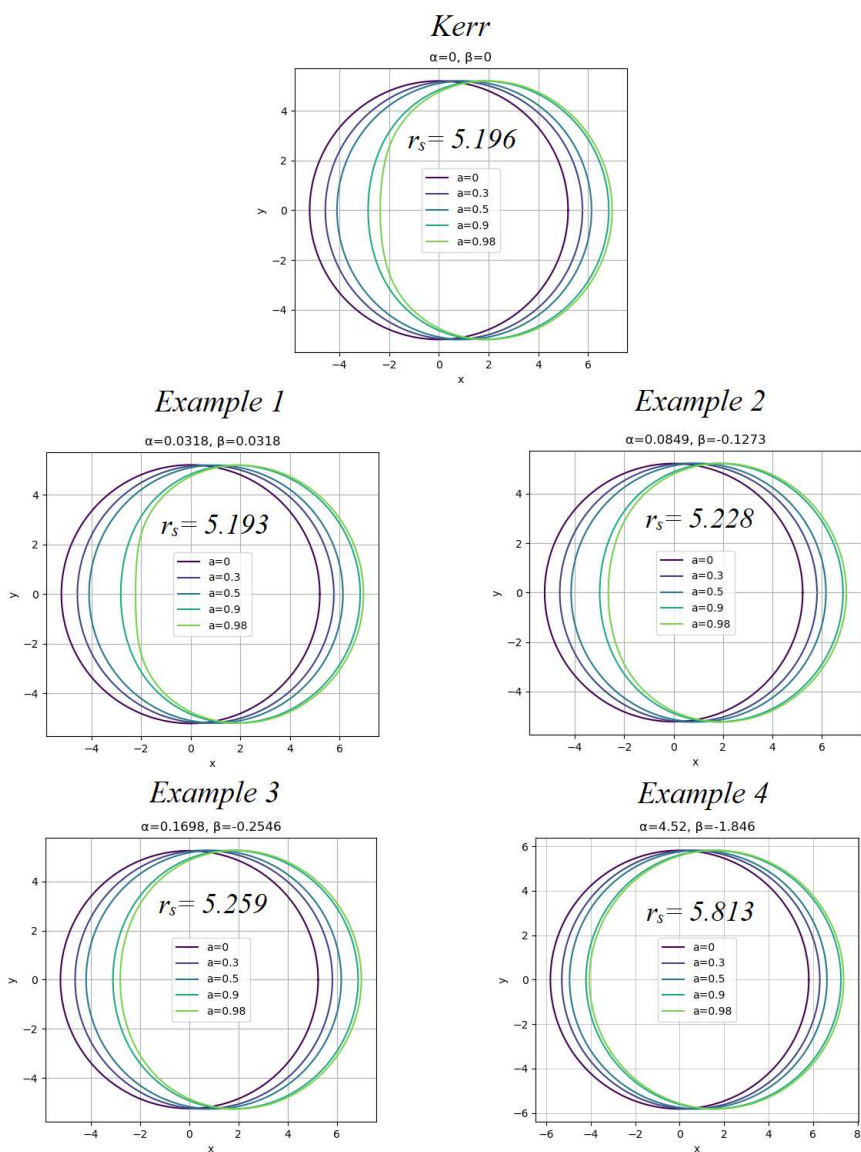 Kerr
α=0, β=0
4
2
0
−2
−4
y
−4 −2 0 2 4 6
x
r_s= 5.196
a=0
a=0.3
a=0.5
a=0.9
a=0.98
Example 1
α=0.0318, β=0.0318
4
2
0
−2
−4
y
−4 −2 0 2 4 6
x
r_s= 5.193
a=0
a=0.3
a=0.5
a=0.9
a=0.98
Example 2
α=0.0849, β=-0.1273
4
2
0
−2
−4
y
−4 −2 0 2 4 6
x
r_s= 5.228
a=0
a=0.3
a=0.5
a=0.9
a=0.98
Example 3
α=0.1698, β=-0.2546
4
2
0
−2
−4
y
−4 −2 0 2 4 6
x
r_s= 5.259
a=0
a=0.3
a=0.5
a=0.9
a=0.98
Example 4
α=4.52, β=-1.846
6
4
2
0
−2
−4
−6
y
−6 −4 −2 0 2 4 6 8
x
r_s= 5.813
a=0
a=0.3
a=0.5
a=0.9
a=0.98